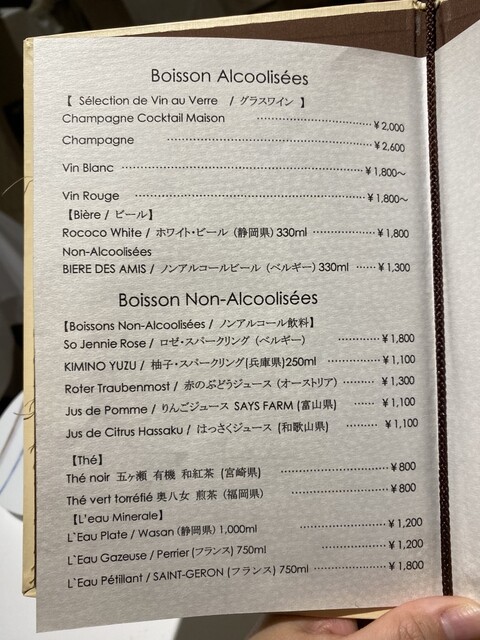 Boisson Alcoolisées
【 Sélection de Vin au Verre / グラスワイン 】
Champagne Cocktail Maison ¥2,000
Champagne ¥2,600
Vin Blanc ¥1,800～
Vin Rouge ¥1,800～
【Bière / ビール】
Rococo White / ホワイト・ビール （静岡県）330ml ¥1,800
Non-Alcoolisées
BIERE DES AMIS / ノンアルコールビール （ベルギー）330ml ¥1,300
Boisson Non-Alcoolisées
【Boissons Non-Alcoolisées / ノンアルコール飲料】
So Jennie Rose / ロゼ・スパークリング （ベルギー） ¥1,800
KIMINO YUZU / 柚子・スパークリング(兵庫県)250ml ¥1,100
Roter Traubenmost / 赤のぶどうジュース （オーストリア） ¥1,300
Jus de Pomme / りんごジュース SAYS FARM (富山県) ¥1,100
Jus de Citrus Hassaku / はっさくジュース （和歌山県） ¥1,100
【Thé】
Thé noir 五ヶ瀬 有機 和紅茶 （宮崎県） ¥800
Thé vert torréfié 奥八女 煎茶 （福岡県） ¥800
【L'eau Minerale】
L`Eau Plate / Wasan (静岡県) 1,000ml ¥1,200
L`Eau Gazeuse / Perrier (フランス) 750ml ¥1,200
L`Eau Pétillant / SAINT-GERON (フランス) 750ml ¥1,800